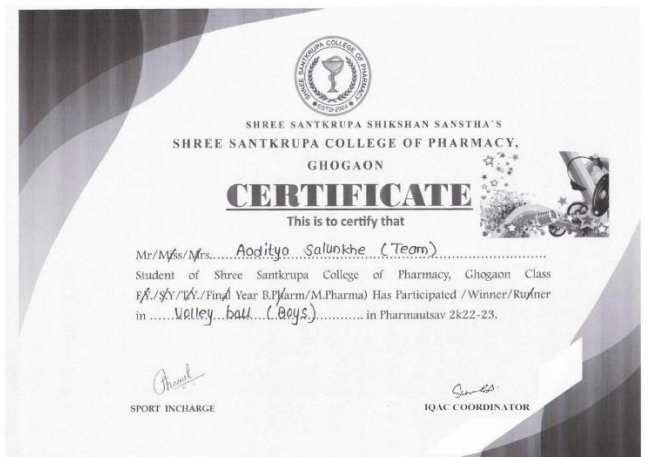 SHREE SANTKRUPA COLLEGE OF PHARMACY
ESTD-2004
SHREE SANTKRUPA SHIKSHAN SANSTHA'S
SHREE SANTKRUPA COLLEGE OF PHARMACY,
GHOGAON
CERTIFICATE
This is to certify that
Mr/Miss/Mrs. Aoditya Salunkhe (Team)
Student of Shree Santkrupa College of Pharmacy, Ghogaon Class
F.Y./S.Y/T.Y./Final Year B.Pharm/M.Pharma) Has Participated /Winner/Runner
in ...... Volley ball (Boys.) ............ in Pharmautsav 2k22-23.
SPORT INCHARGE
IQAC COORDINATOR